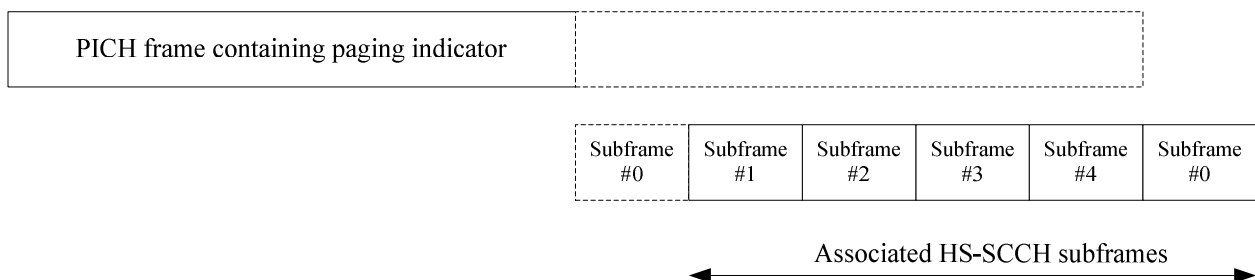 PICH frame containing paging indicator
Subframe #0
Subframe #1
Subframe #2
Subframe #3
Subframe #4
Subframe #0
Associated HS-SCCH subframes